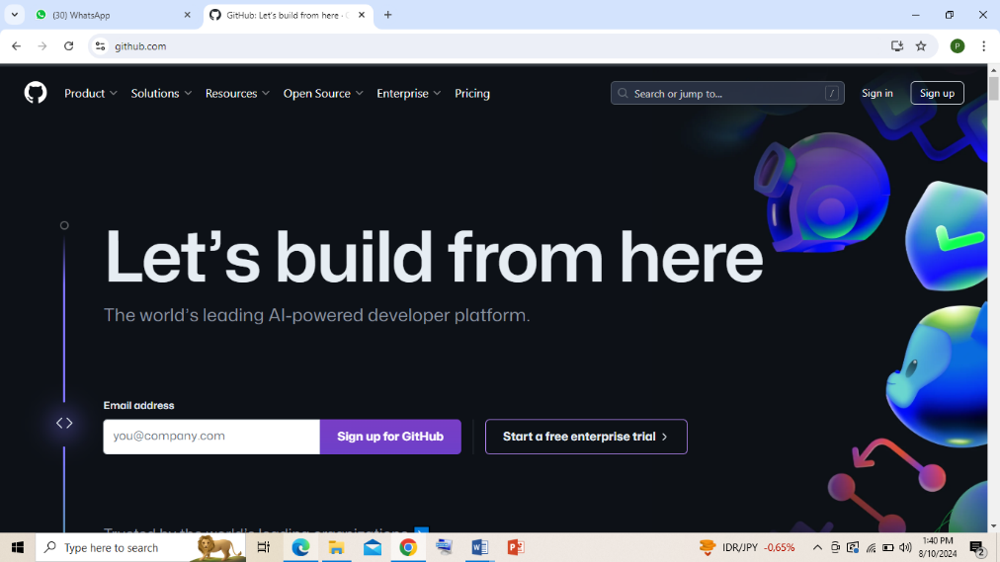 (30) WhatsApp
GitHub: Let's build from here ·
github.com
Product
Solutions
Resources
Open Source
Enterprise
Pricing
Search or jump to...
/
Sign in
Sign up
P
Let's build from here
The world's leading AI-powered developer platform.
Email address
you@company.com
Sign up for GitHub
Start a free enterprise trial
Trusted by the world's leading organizations
Type here to search
IDR/JPY -0,65%
1:40 PM
8/10/2024
2